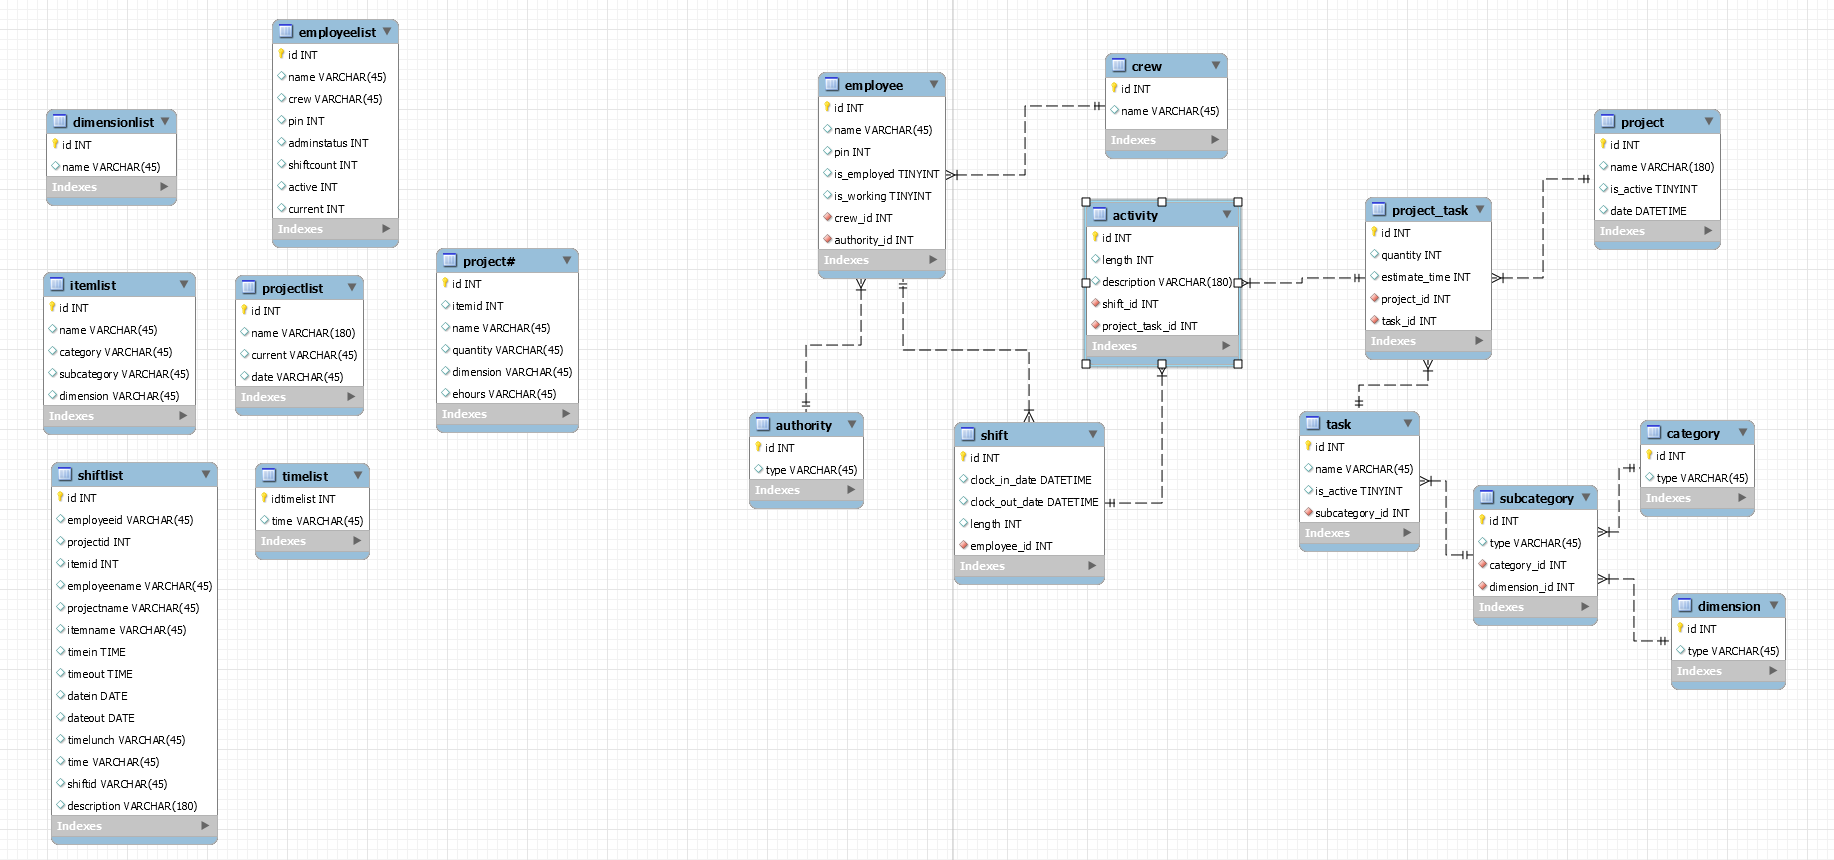 employeelist
id INT
name VARCHAR(45)
crew VARCHAR(45)
pin INT
adminstatus INT
shiftcount INT
active INT
current INT
Indexes
dimensionlist
id INT
name VARCHAR(45)
Indexes
itemlist
id INT
name VARCHAR(45)
category VARCHAR(45)
subcategory VARCHAR(45)
dimension VARCHAR(45)
Indexes
projectlist
id INT
name VARCHAR(180)
current VARCHAR(45)
date VARCHAR(45)
Indexes
project#
id INT
itemid INT
name VARCHAR(45)
quantity VARCHAR(45)
dimension VARCHAR(45)
ehours VARCHAR(45)
Indexes
shiftlist
id INT
employeeid VARCHAR(45)
projectid INT
itemid INT
employeename VARCHAR(45)
projectname VARCHAR(45)
itemname VARCHAR(45)
timein TIME
timeout TIME
datein DATE
dateout DATE
timelunch VARCHAR(45)
time VARCHAR(45)
shiftid VARCHAR(45)
description VARCHAR(180)
Indexes
timelist
idtimelist INT
time VARCHAR(45)
Indexes
employee
id INT
name VARCHAR(45)
pin INT
is_employed TINYINT
is_working TINYINT
crew_id INT
authority_id INT
Indexes
crew
id INT
name VARCHAR(45)
Indexes
activity
id INT
length INT
description VARCHAR(180)
shift_id INT
project_task_id INT
Indexes
project_task
id INT
quantity INT
estimate_time INT
project_id INT
task_id INT
Indexes
project
id INT
name VARCHAR(180)
is_active TINYINT
date DATETIME
Indexes
authority
id INT
type VARCHAR(45)
Indexes
shift
id INT
clock_in_date DATETIME
clock_out_date DATETIME
length INT
employee_id INT
Indexes
task
id INT
name VARCHAR(45)
is_active TINYINT
subcategory_id INT
Indexes
subcategory
id INT
type VARCHAR(45)
category_id INT
dimension_id INT
Indexes
category
id INT
type VARCHAR(45)
Indexes
dimension
id INT
type VARCHAR(45)
Indexes